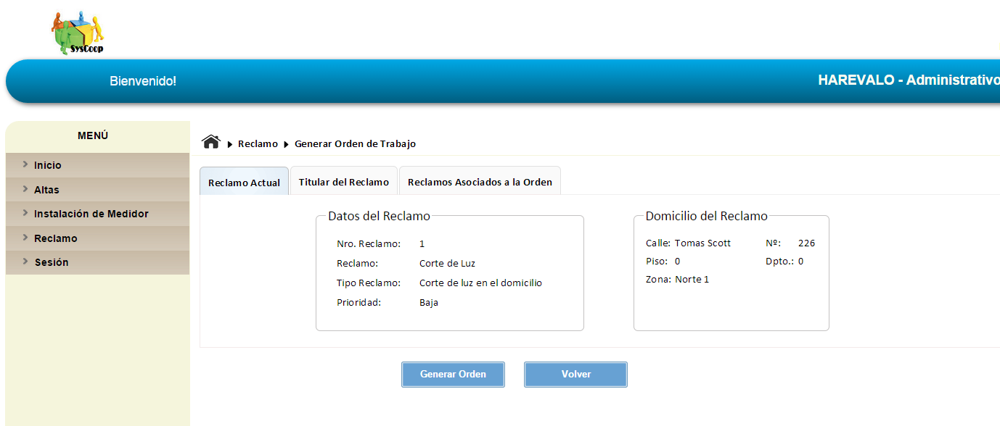 SysCoop
Bienvenido!
HAREVALO - Administrativo
MENÚ
Inicio
Altas
Instalación de Medidor
Reclamo
Sesión
Reclamo Generar Orden de Trabajo
Reclamo Actual Titular del Reclamo Reclamos Asociados a la Orden
Datos del Reclamo
Nro. Reclamo: 1
Reclamo: Corte de Luz
Tipo Reclamo: Corte de luz en el domicilio
Prioridad: Baja
Domicilio del Reclamo
Calle: Tomas Scott Nº: 226
Piso: 0 Dpto.: 0
Zona: Norte 1
Generar Orden Volver